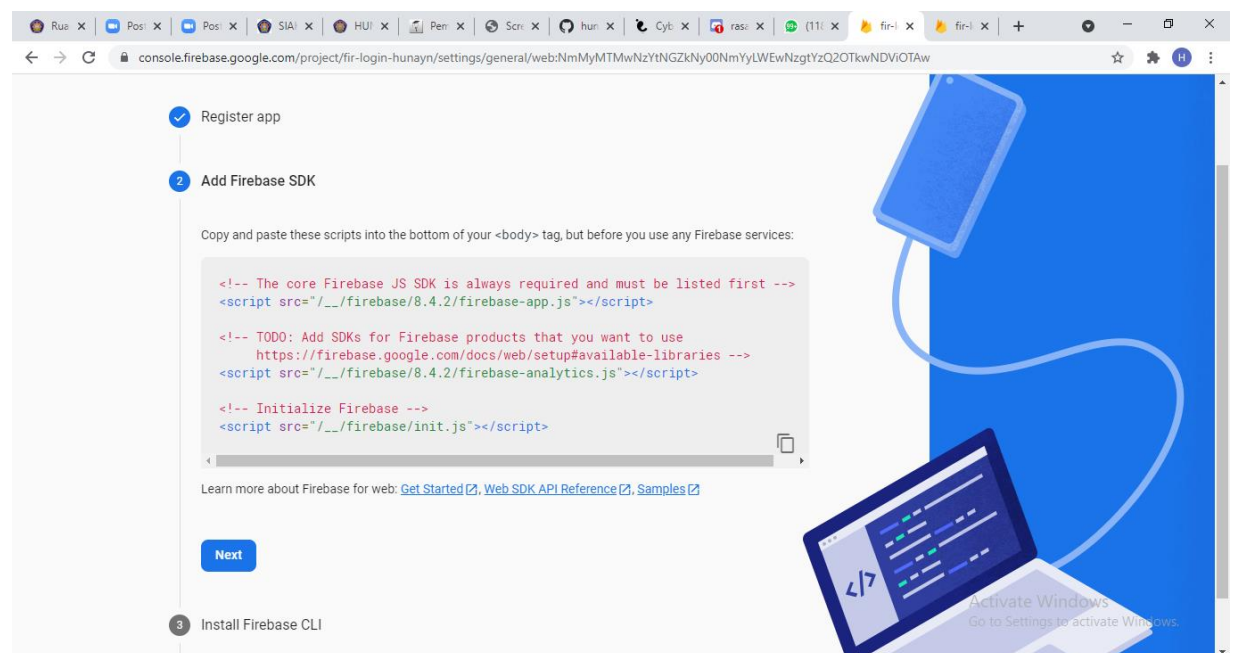 Rua
Post
Post
SIAI
HUI
Pem
Scre
hun
Cyb
rasa
(118
fir-l
fir-l
console.firebase.google.com/project/fir-login-hunayn/settings/general/web:NmMyMTMwNzYtNGZkNy00NmYyLWEwNzgtYzQ2OTkwNDViOTAw
H
Register app
2 Add Firebase SDK
Copy and paste these scripts into the bottom of your <body> tag, but before you use any Firebase services:
<!-- The core Firebase JS SDK is always required and must be listed first -->
<script src="/__/firebase/8.4.2/firebase-app.js"></script>
<!-- TODO: Add SDKs for Firebase products that you want to use
https://firebase.google.com/docs/web/setup#available-libraries -->
<script src="/__/firebase/8.4.2/firebase-analytics.js"></script>
<!-- Initialize Firebase -->
<script src="/__/firebase/init.js"></script>
Learn more about Firebase for web: Get Started, Web SDK API Reference, Samples
Next
</>
Activate Windows
Go to Settings to activate Windows.
3 Install Firebase CLI